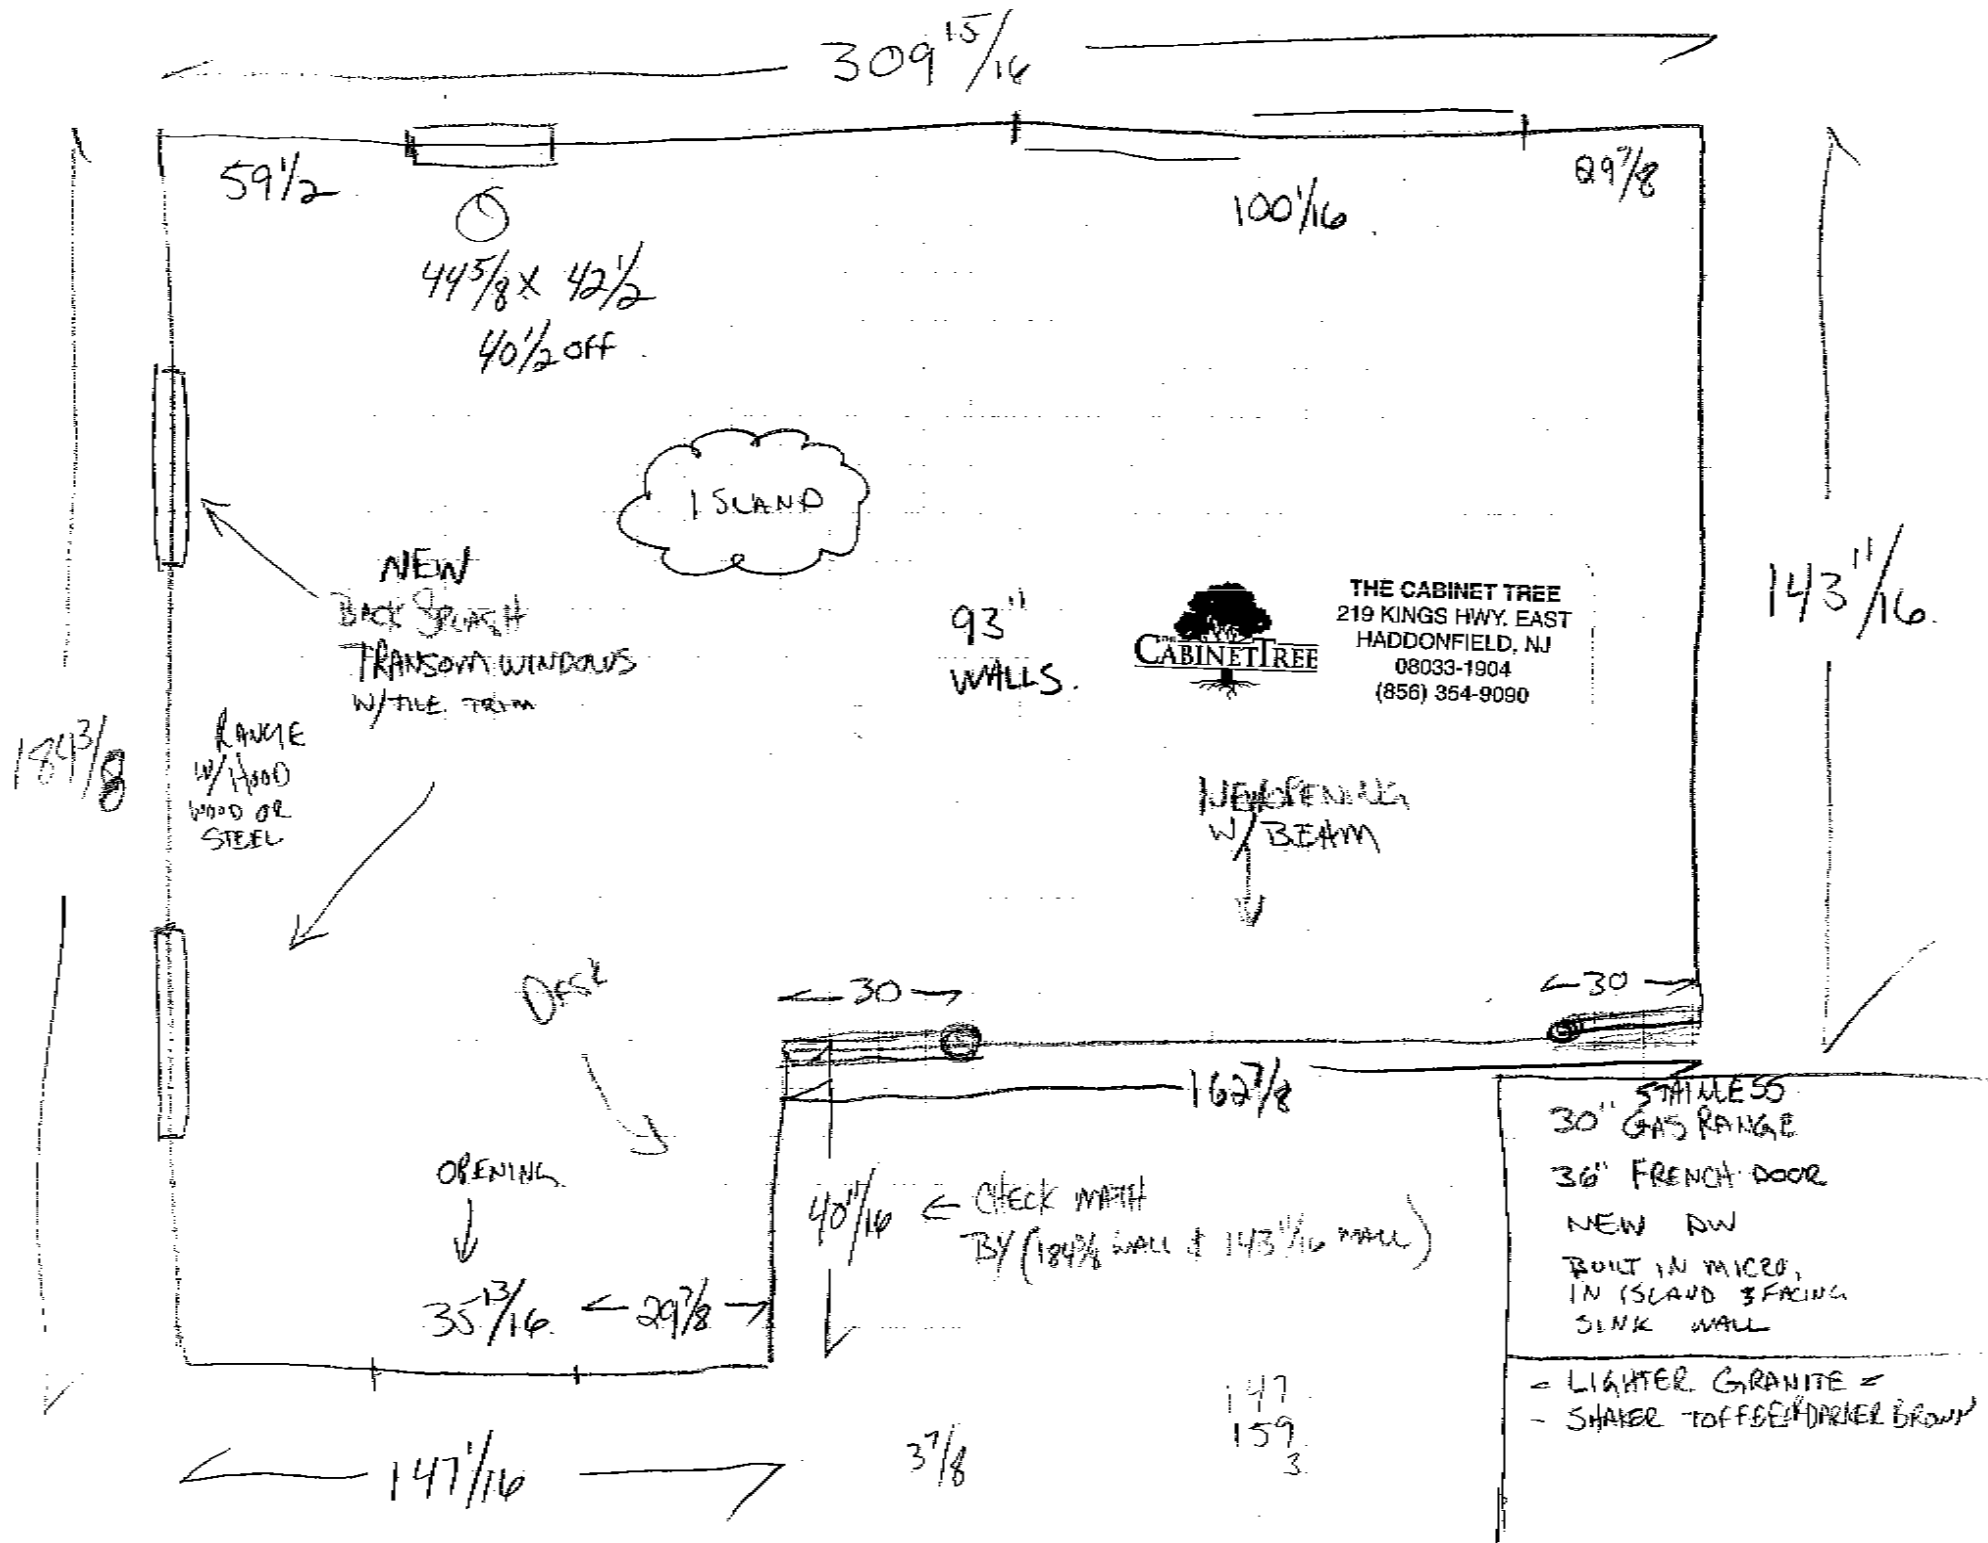 309 15/16
59 1/2
44 5/8 x 42 1/2
40 1/2 OFF
100 1/16
29 7/8
184 3/8
143 11/16
ISLAND
NEW
BACK SPLASH
TRANSOM WINDOWS
W/ TILE TRIM
RANGE
W/ HOOD
WOOD OR
STEEL
93"
WALLS.
THE
CABINETTREE
THE CABINET TREE
219 KINGS HWY. EAST
HADDONFIELD, NJ
08033-1904
(856) 354-9090
NEW OPENING
W/ BEAM
DESK
30
30
162 7/8
OPENING
35 13/16
29 7/8
40 11/16
CHECK MATH
BY (184 3/8 WALL & 143 11/16 WALL)
STAINLESS
30" GAS RANGE
36" FRENCH DOOR
NEW DW
BUILT IN MICRO,
IN ISLAND & FACING
SINK WALL
- LIGHTER GRANITE -
- SHAKER TOFFEE DARKER BROWN
147 1/16
3 7/8
147
159
3